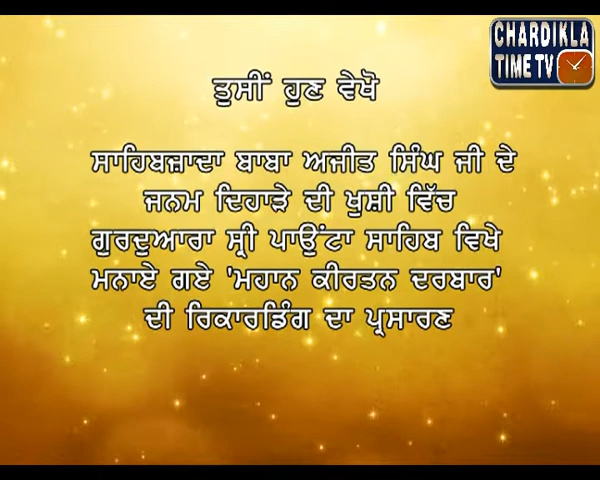 CHARDIKLA
TIME TV
ਤੁਸੀਂ ਹੁਣ ਵੇਖੋ
ਸਾਹਿਬਜ਼ਾਦਾ ਬਾਬਾ ਅਜੀਤ ਸਿੰਘ ਜੀ ਦੇ
ਜਨਮ ਦਿਹਾੜੇ ਦੀ ਖੁਸ਼ੀ ਵਿੱਚ
ਗੁਰਦੁਆਰਾ ਸ੍ਰੀ ਪਾਉਂਟਾ ਸਾਹਿਬ ਵਿਖੇ
ਮਨਾਏ ਗਏ 'ਮਹਾਨ ਕੀਰਤਨ ਦਰਬਾਰ'
ਦੀ ਰਿਕਾਰਡਿੰਗ ਦਾ ਪ੍ਰਸਾਰਣ